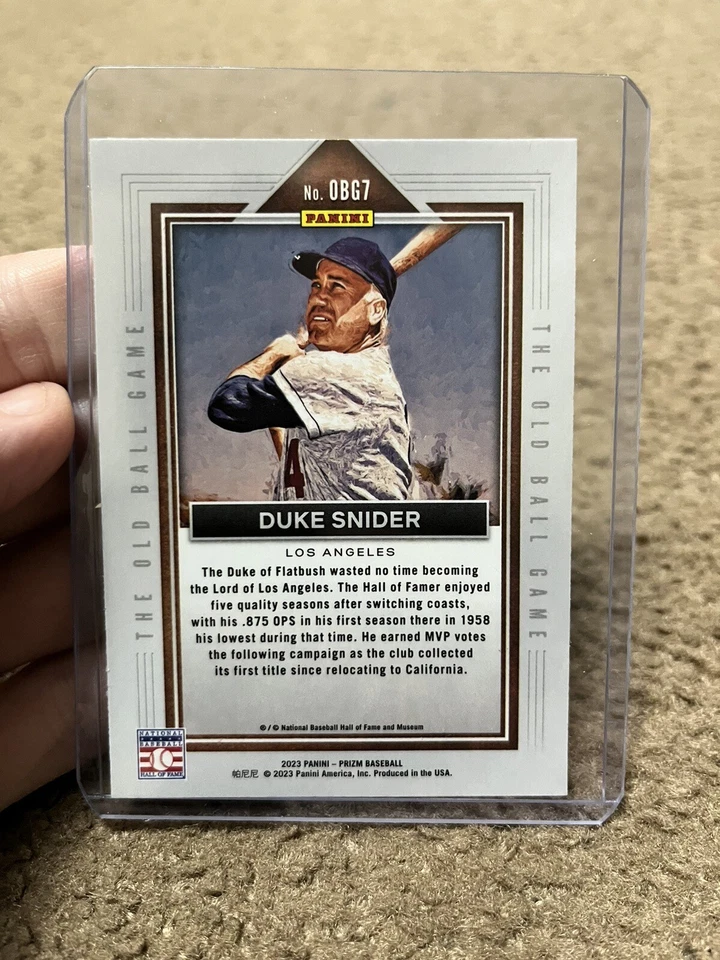 No. OBG7
PANINI
THE OLD BALL GAME
THE OLD BALL GAME
4
DUKE SNIDER
LOS ANGELES
The Duke of Flatbush wasted no time becoming
the Lord of Los Angeles. The Hall of Famer enjoyed
five quality seasons after switching coasts,
with his .875 OPS in his first season there in 1958
his lowest during that time. He earned MVP votes
the following campaign as the club collected
its first title since relocating to California.
®/© National Baseball Hall of Fame and Museum
NATIONAL
BASEBALL
HALL OF FAME
2023 PANINI – PRIZM BASEBALL
帕尼尼 © 2023 Panini America, Inc. Produced in the USA.